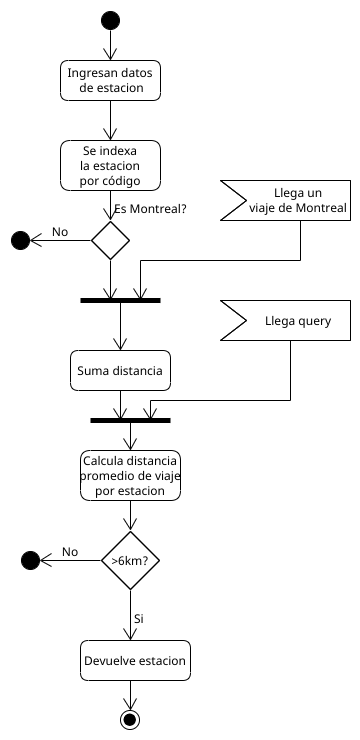 Ingresan datos
de estacion
Se indexa
la estacion
por código
Es Montreal?
Llega un
viaje de Montreal
No
Llega query
Suma distancia
Calcula distancia
promedio de viaje
por estacion
No
>6km?
Si
Devuelve estacion